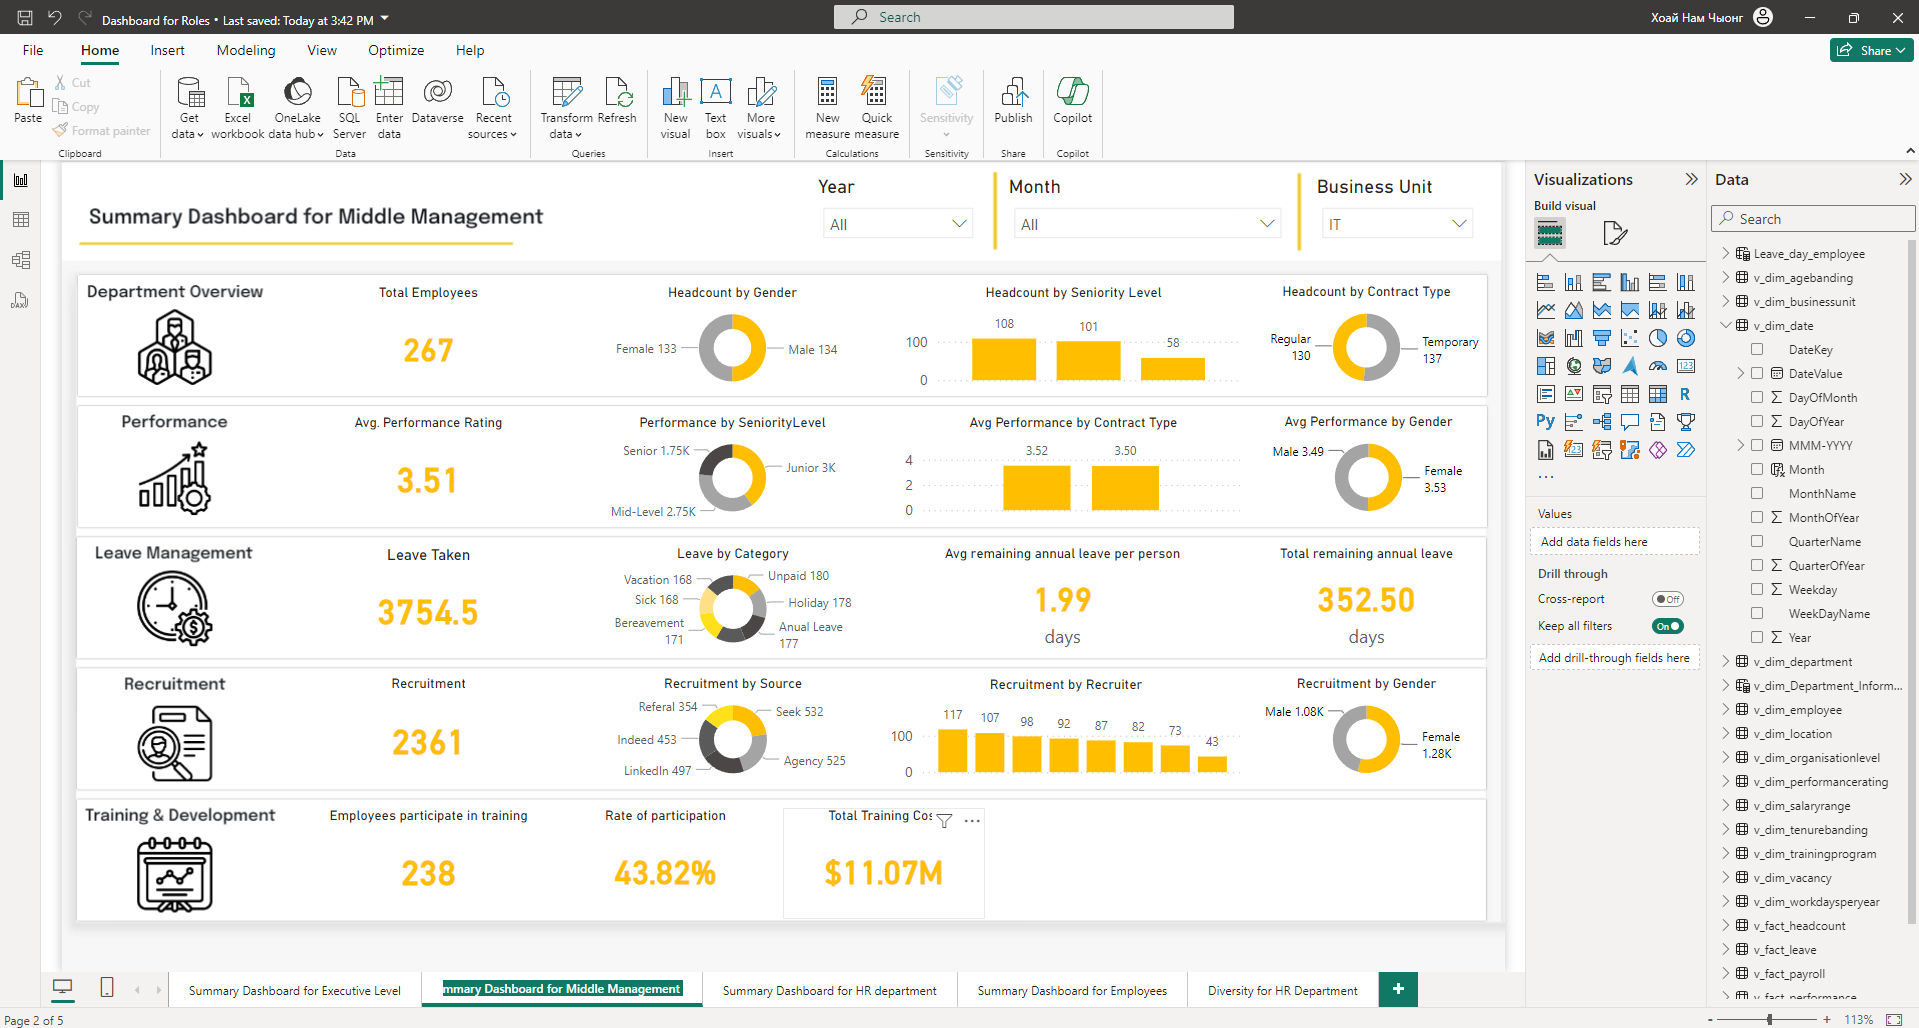 Dashboard for Roles • Last saved: Today at 3:42 PM
Search
Хоай Нам Чыонг
File
Home
Insert
Modeling
View
Optimize
Help
Share
Paste
Cut
Copy
Format painter
Clipboard
Get data
Excel workbook
OneLake data hub
SQL Server
Enter data
Dataverse
Recent sources
Data
Transform data
Refresh
Queries
New visual
Text box
More visuals
Insert
New measure
Quick measure
Calculations
Sensitivity
Sensitivity
Publish
Share
Copilot
Copilot
Summary Dashboard for Middle Management
Year
All
Month
All
Business Unit
IT
Department Overview
Total Employees
267
Headcount by Gender
Female 133
Male 134
Headcount by Seniority Level
108
101
58
100
0
Headcount by Contract Type
Regular
130
Temporary
137
Performance
Avg. Performance Rating
3.51
Performance by SeniorityLevel
Senior 1.75K
Junior 3K
Mid-Level 2.75K
Avg Performance by Contract Type
3.52
3.50
4
2
0
Avg Performance by Gender
Male 3.49
Female
3.53
Leave Management
Leave Taken
3754.5
Leave by Category
Vacation 168
Unpaid 180
Sick 168
Holiday 178
Bereavement
171
Anual Leave
177
Avg remaining annual leave per person
1.99
days
Total remaining annual leave
352.50
days
Recruitment
Recruitment
2361
Recruitment by Source
Referal 354
Seek 532
Indeed 453
Agency 525
LinkedIn 497
Recruitment by Recruiter
117
107
98
92
87
82
73
43
100
0
Recruitment by Gender
Male 1.08K
Female
1.28K
Training & Development
Employees participate in training
238
Rate of participation
43.82%
Total Training Cos
$11.07M
Visualizations
Build visual
R
Py
Values
Add data fields here
Drill through
Cross-report
Off
Keep all filters
On
Add drill-through fields here
Data
Search
Leave_day_employee
v_dim_agebanding
v_dim_businessunit
v_dim_date
DateKey
DateValue
DayOfMonth
DayOfYear
MMM-YYYY
Month
MonthName
MonthOfYear
QuarterName
QuarterOfYear
Weekday
WeekDayName
Year
v_dim_department
v_dim_Department_Inform...
v_dim_employee
v_dim_location
v_dim_organisationlevel
v_dim_performancerating
v_dim_salaryrange
v_dim_tenurebanding
v_dim_trainingprogram
v_dim_vacancy
v_dim_workdaysperyear
v_fact_headcount
v_fact_leave
v_fact_payroll
v_fact_performance
Summary Dashboard for Executive Level
mmary Dashboard for Middle Management
Summary Dashboard for HR department
Summary Dashboard for Employees
Diversity for HR Department
Page 2 of 5
113%